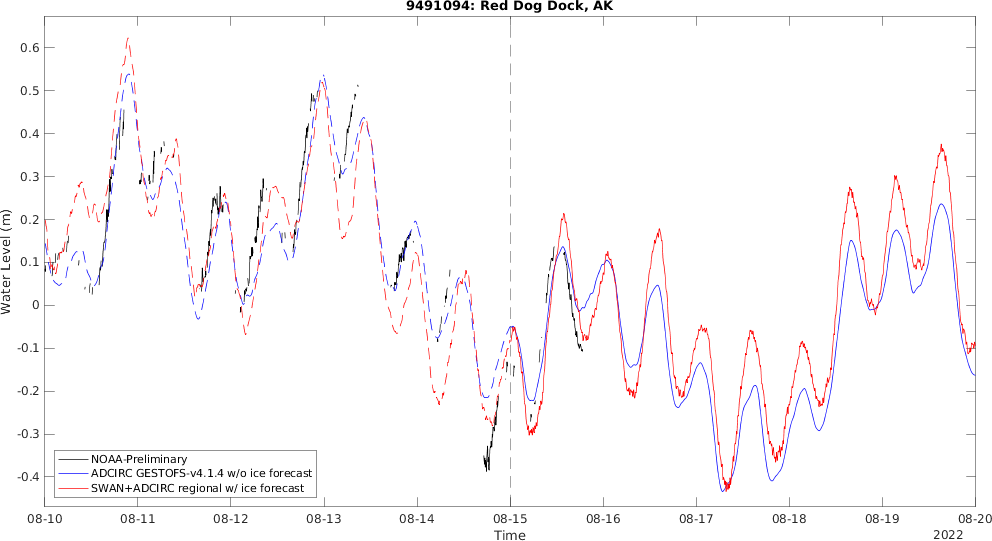 9491094: Red Dog Dock, AK
Water Level (m)
0.6
0.5
0.4
0.3
0.2
0.1
0
-0.1
-0.2
-0.3
-0.4
NOAA-Preliminary
ADCIRC GESTOFS-v4.1.4 w/o ice forecast
SWAN+ADCIRC regional w/ ice forecast
08-10 08-11 08-12 08-13 08-14 08-15 08-16 08-17 08-18 08-19 08-20
Time
2022